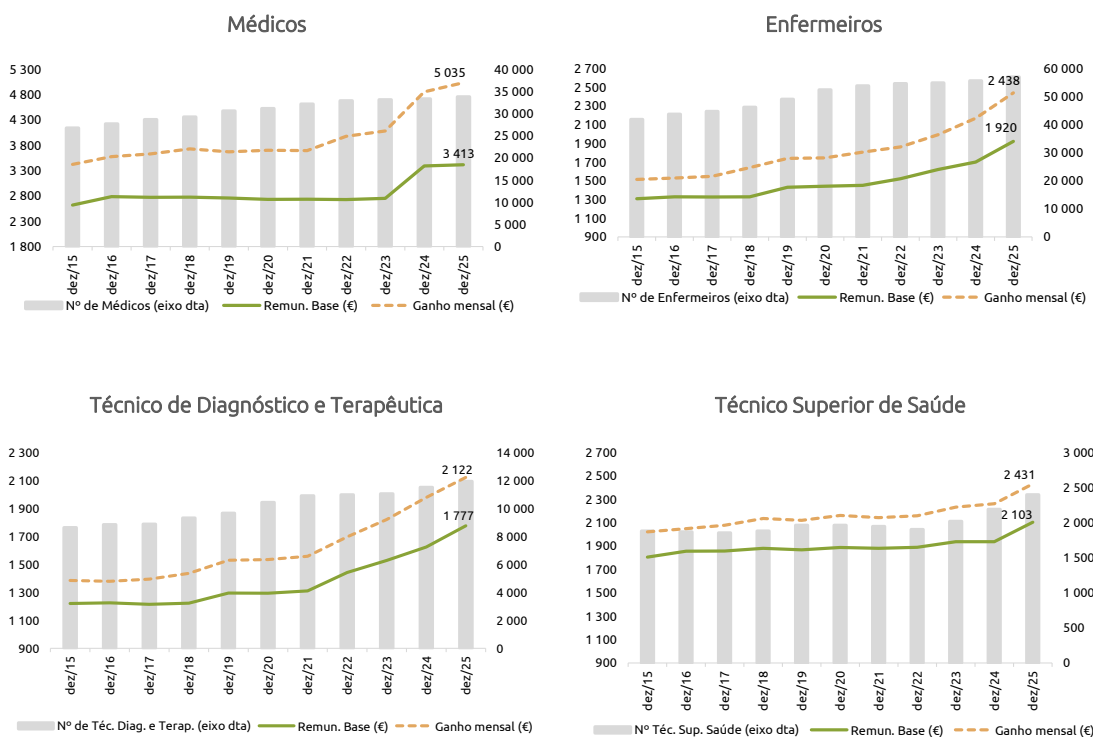 Médicos
5 300
4 800
4 300
3 800
3 300
2 800
2 300
1 800
40 000
35 000
30 000
25 000
20 000
15 000
10 000
5 000
0
5 035
3 413
dez/15
dez/16
dez/17
dez/18
dez/19
dez/20
dez/21
dez/22
dez/23
dez/24
dez/25
Nº de Médicos (eixo dta) Remun. Base (€) Ganho mensal (€)
Enfermeiros
2 700
2 500
2 300
2 100
1 900
1 700
1 500
1 300
1 100
900
60 000
50 000
40 000
30 000
20 000
10 000
0
2 438
1 920
dez/15
dez/16
dez/17
dez/18
dez/19
dez/20
dez/21
dez/22
dez/23
dez/24
dez/25
Nº de Enfermeiros (eixo dta) Remun. Base (€) Ganho mensal (€)
Técnico de Diagnóstico e Terapêutica
2 300
2 100
1 900
1 700
1 500
1 300
1 100
900
14 000
12 000
10 000
8 000
6 000
4 000
2 000
0
2 122
1 777
dez/15
dez/16
dez/17
dez/18
dez/19
dez/20
dez/21
dez/22
dez/23
dez/24
dez/25
Nº de Téc. Diag. e Terap. (eixo dta) Remun. Base (€) Ganho mensal (€)
Técnico Superior de Saúde
2 700
2 500
2 300
2 100
1 900
1 700
1 500
1 300
1 100
900
3 000
2 500
2 000
1 500
1 000
500
0
2 431
2 103
dez/15
dez/16
dez/17
dez/18
dez/19
dez/20
dez/21
dez/22
dez/23
dez/24
dez/25
Nº Téc. Sup. Saúde (eixo dta) Remun. Base (€) Ganho mensal (€)